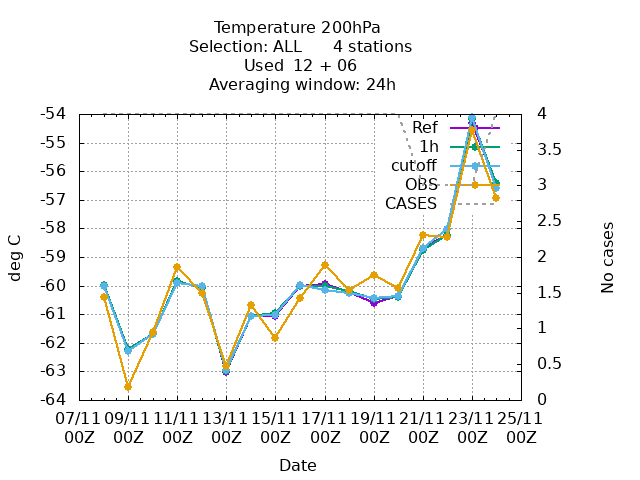 Temperature 200hPa
Selection: ALL      4 stations
Used  12 + 06
Averaging window: 24h
-54
-55
-56
-57
-58
-59
-60
-61
-62
-63
-64
4
3.5
3
2.5
2
1.5
1
0.5
0
Ref
1h
cutoff
OBS
CASES
deg C
No cases
07/11 09/11 11/11 13/11 15/11 17/11 19/11 21/11 23/11 25/11
00Z 00Z 00Z 00Z 00Z 00Z 00Z 00Z 00Z 00Z
Date